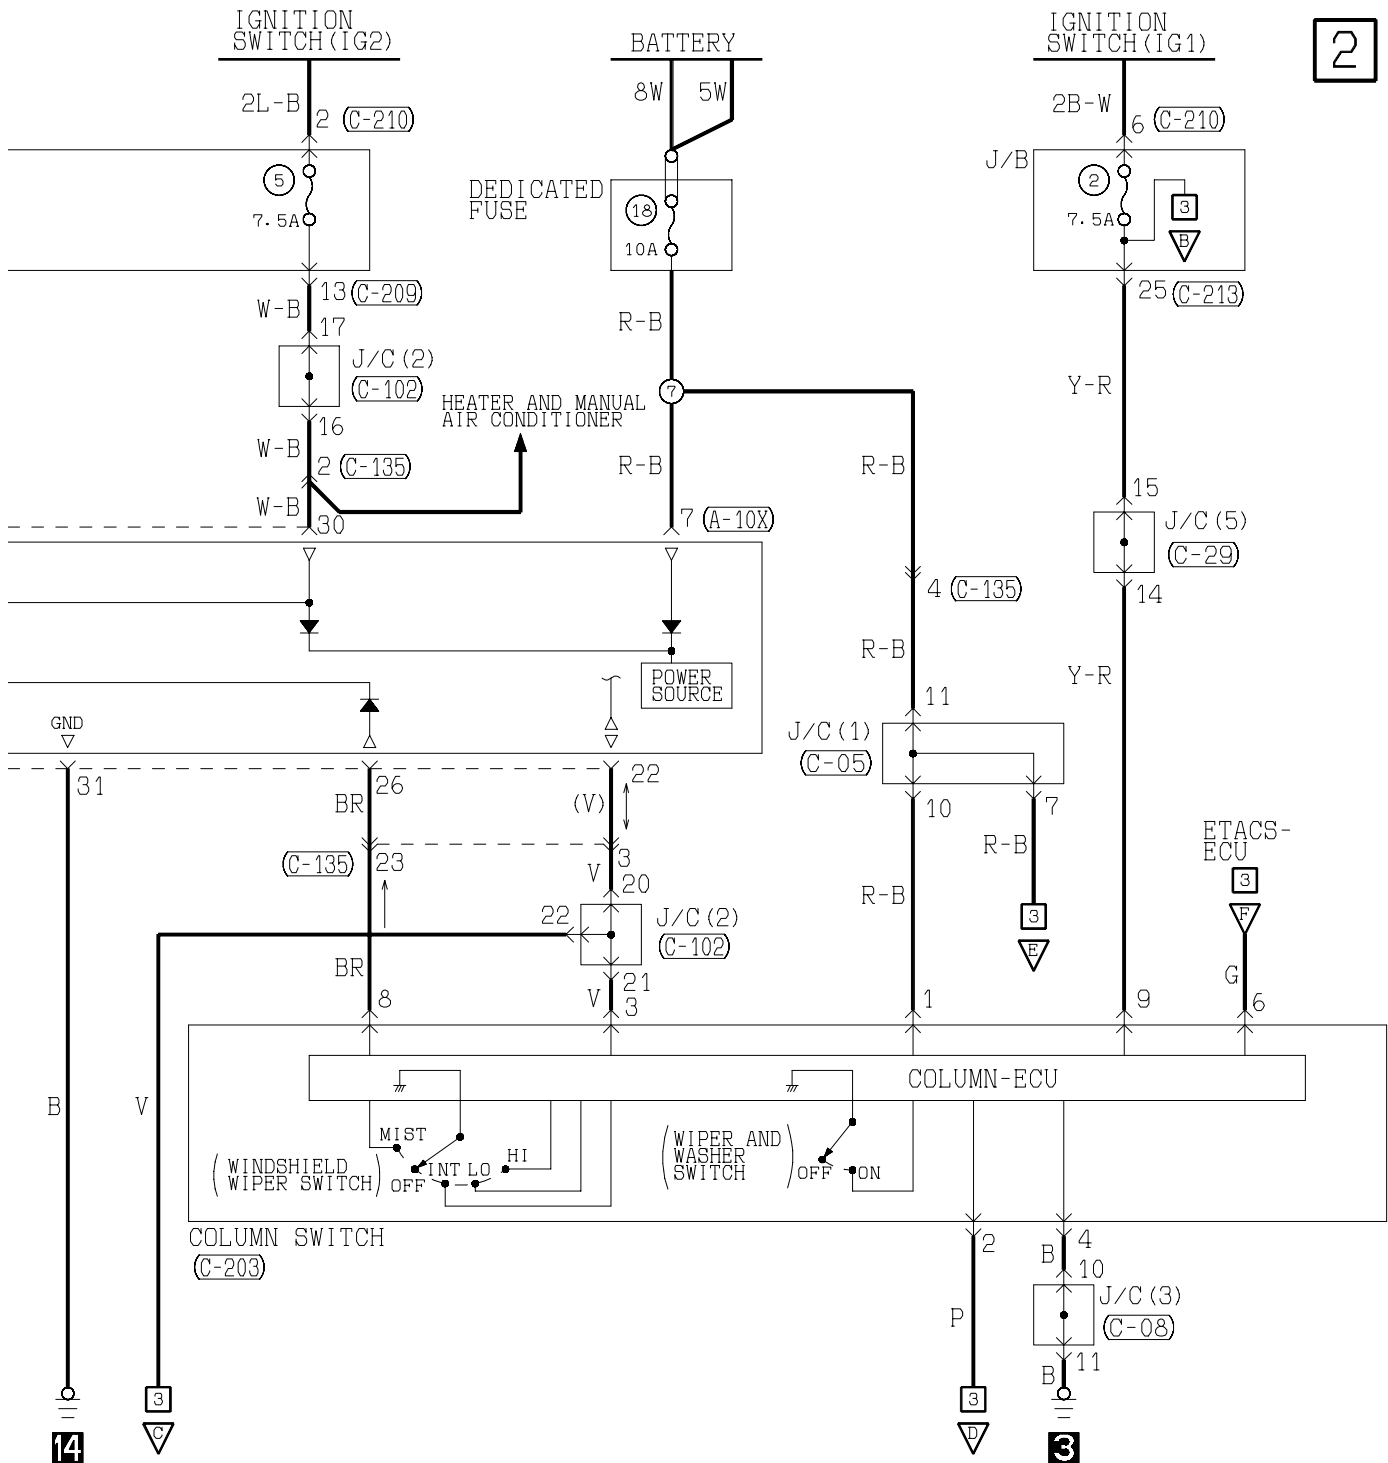 IGNITION
SWITCH(IG2)
BATTERY
IGNITION
SWITCH(IG1)
2
2L-B
2
C-210
8W
5W
2B-W
6
C-210
5
7.5A
DEDICATED
FUSE
18
10A
J/B
2
7.5A
3
B
13
C-209
25
C-213
W-B
17
R-B
J/C(2)
C-102
Y-R
7
HEATER AND MANUAL
AIR CONDITIONER
16
W-B
2
C-135
R-B
R-B
15
W-B
30
7
A-10X
J/C(5)
C-29
4
C-135
14
R-B
Y-R
POWER
SOURCE
11
GND
J/C(1)
C-05
31
26
22
BR
(V)
10
7
R-B
ETACS-
ECU
3
F
C-135
23
3
V
20
R-B
22
J/C(2)
C-102
3
E
BR
21
G
8
V
3
1
9
6
COLUMN-ECU
B
V
MIST
(WINDSHIELD
WIPER SWITCH)
OFF
INT
LO
HI
(WIPER AND
WASHER
SWITCH)
OFF
ON
COLUMN SWITCH
C-203
2
4
B
10
P
J/C(3)
C-08
11
B
3
C
3
D
14
3